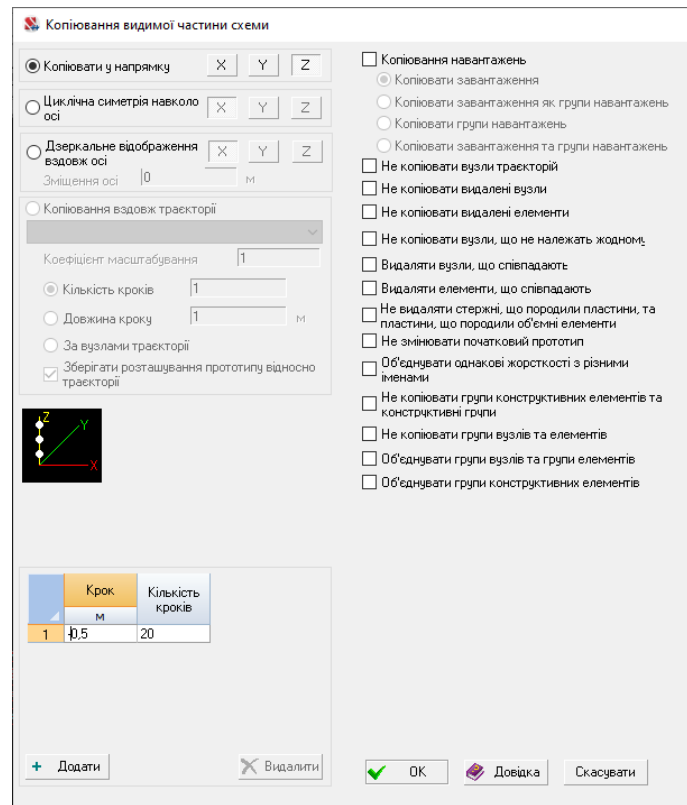 Копіювання видимої частини схеми
Копіювати у напрямку X Y Z
Циклічна симетрія навколо
осі X Y Z
Дзеркальне відображення
вздовж осі X Y Z
Зміщення осі 0 м
Копіювання вздовж траєкторії
Коефіцієнт масштабування 1
Кількість кроків 1
Довжина кроку 1 м
За вузлами траєкторії
Зберігати розташування прототипу відносно
траєкторії
Z
Y
X
Крок Кількість
кроків
м
1 -0,5 20
Додати Видалити
Копіювання навантажень
Копіювати завантаження
Копіювати завантаження як групи навантажень
Копіювати групи навантажень
Копіювати завантаження та групи навантажень
Не копіювати вузли траєкторій
Не копіювати видалені вузли
Не копіювати видалені елементи
Не копіювати вузли, що не належать жодному
Видаляти вузли, що співпадають
Видаляти елементи, що співпадають
Не видаляти стержні, що породили пластини, та
пластини, що породили об'ємні елементи
Не змінювати початковий прототип
Об'єднувати однакові жорсткості з різними
іменами
Не копіювати групи конструктивних елементів та
конструктивні групи
Не копіювати групи вузлів та елементів
Об'єднувати групи вузлів та групи елементів
Об'єднувати групи конструктивних елементів
OK Довідка Скасувати